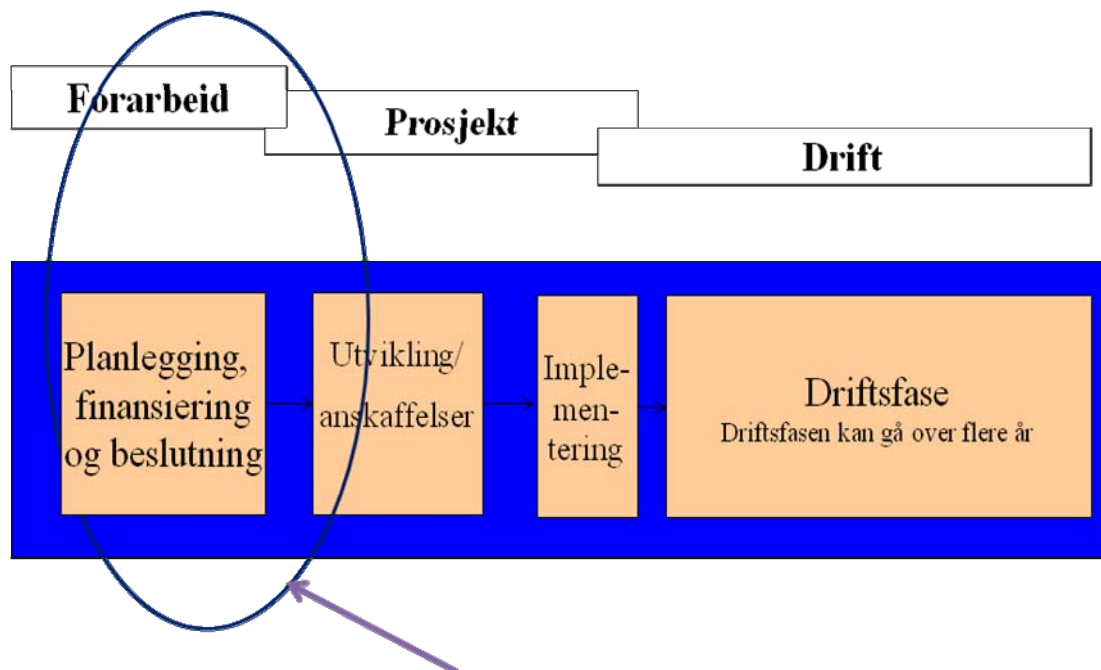 Forarbeid
Prosjekt
Drift
Planlegging,
finansiering
og beslutning
Utvikling/
anskaffelser
Imple-
men-
tering
Driftsfase
Driftsfasen kan gå over flere år